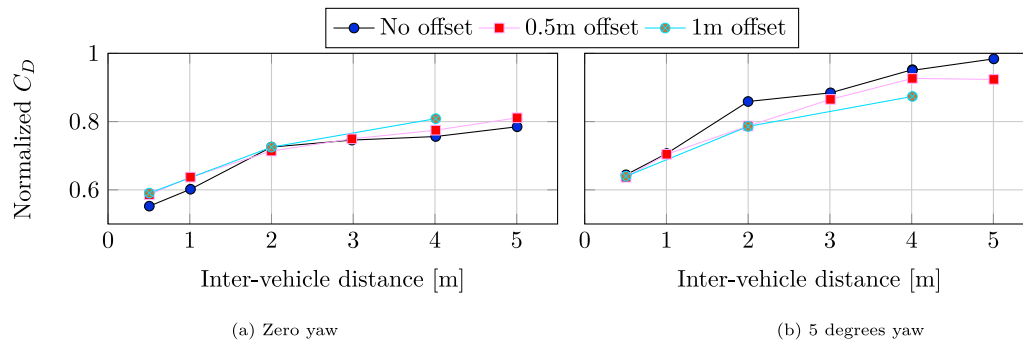 No offset 0.5m offset 1m offset
Normalized C_D
1
0.8
0.6
0 1 2 3 4 5
Inter-vehicle distance [m]
(a) Zero yaw
0 1 2 3 4 5
Inter-vehicle distance [m]
(b) 5 degrees yaw